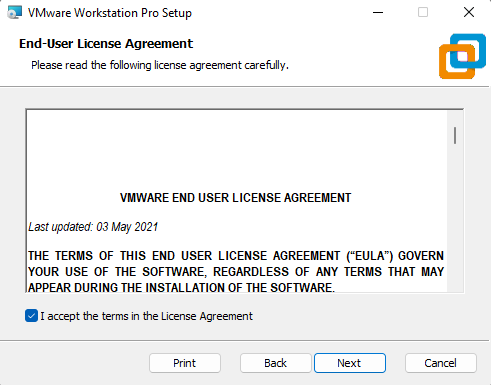 VMware Workstation Pro Setup
End-User License Agreement
Please read the following license agreement carefully.
VMWARE END USER LICENSE AGREEMENT
Last updated: 03 May 2021
THE TERMS OF THIS END USER LICENSE AGREEMENT (“EULA”) GOVERN
YOUR USE OF THE SOFTWARE, REGARDLESS OF ANY TERMS THAT MAY
APPEAR DURING THE INSTALLATION OF THE SOFTWARE.
I accept the terms in the License Agreement
Print Back Next Cancel